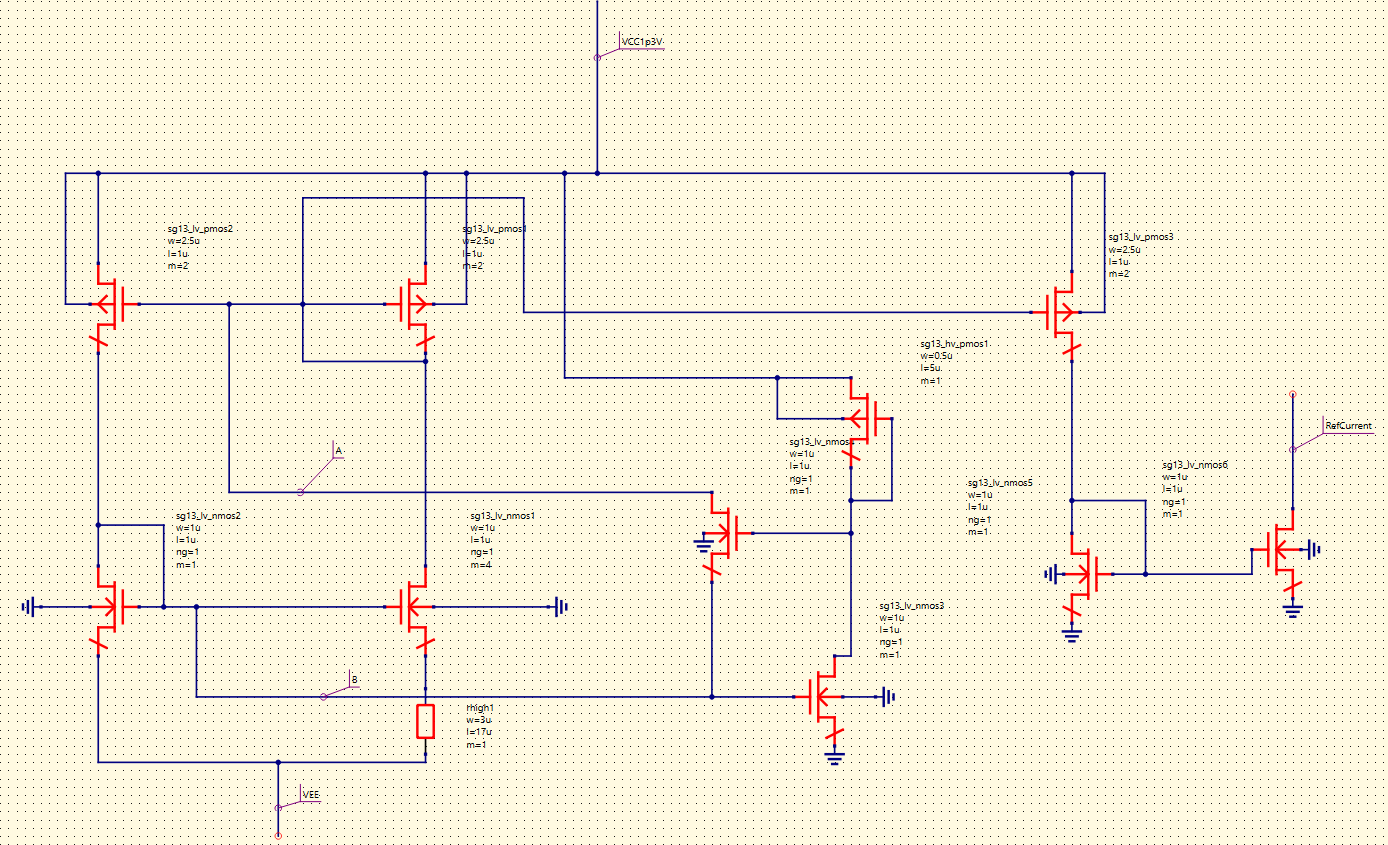 VCC1p3V
sg13_lv_pmos2
w=2.5u
l=1u
m=2
sg13_lv_pmos1
w=2.5u
l=1u
m=2
sg13_lv_pmos3
w=2.5u
l=1u
m=2
sg13_hv_pmos1
w=0.5u
l=5u
m=1
RefCurrent
A
w=1u
l=1u
ng=1
m=1
sg13_lv_nmos6
w=1u
l=1u
ng=1
m=1
sg13_lv_nmos5
w=1u
l=1u
ng=1
m=1
sg13_lv_nmos2
w=1u
l=1u
ng=1
m=1
sg13_lv_nmos1
w=1u
l=1u
ng=1
m=4
sg13_lv_nmos3
w=1u
l=1u
ng=1
m=1
B
rhigh1
w=3u
l=17u
m=1
VEE